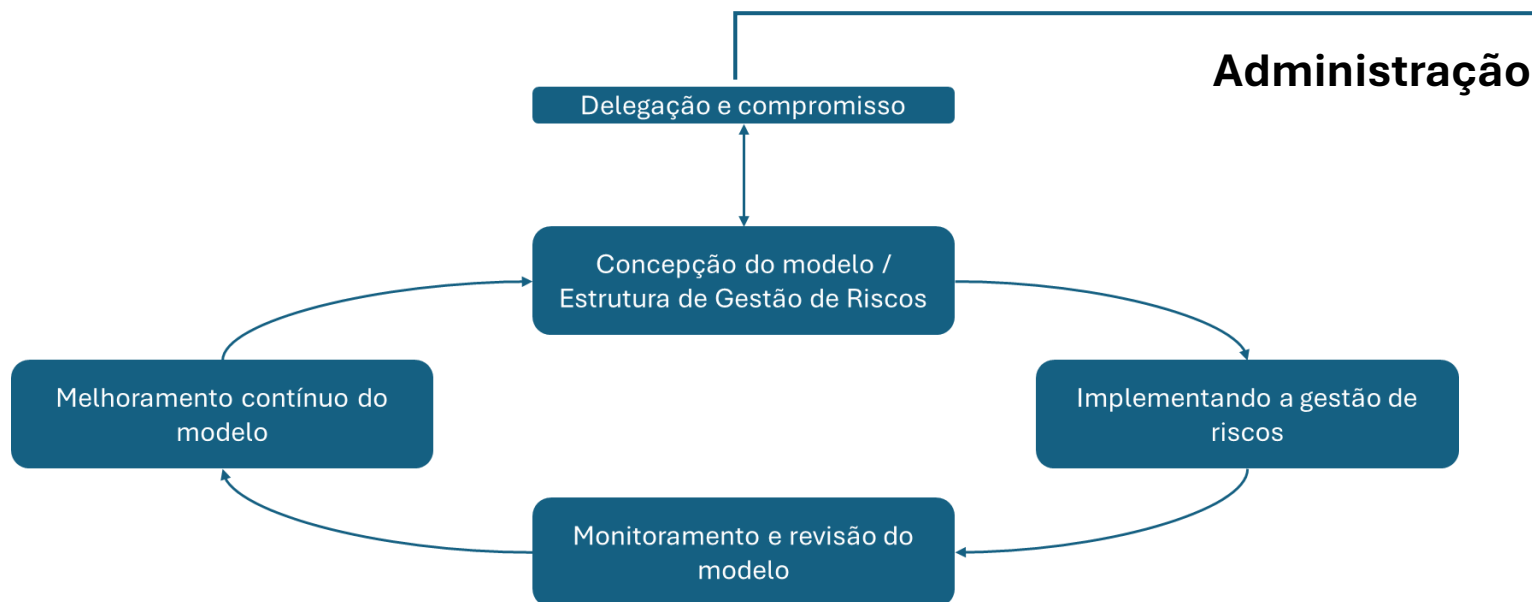 Administração
Delegação e compromisso
Concepção do modelo /
Estrutura de Gestão de Riscos
Melhoramento contínuo do
modelo
Implementando a gestão de
riscos
Monitoramento e revisão do
modelo